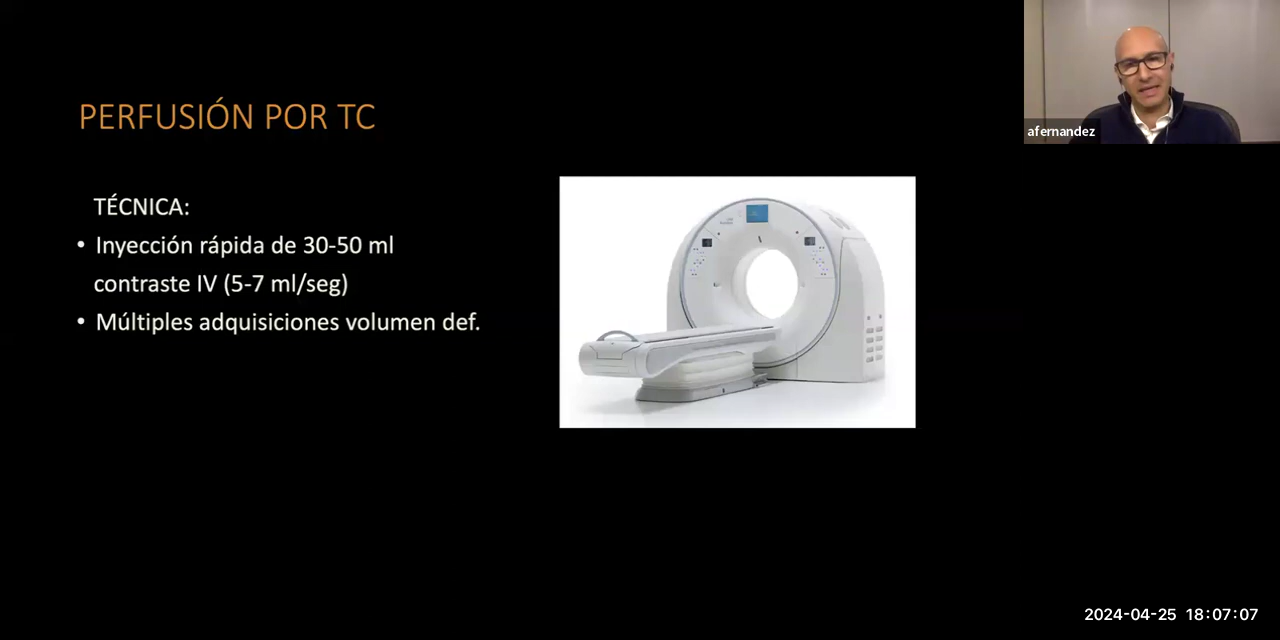 PERFUSIÓN POR TC
TÉCNICA:
• Inyección rápida de 30-50 ml
contraste IV (5-7 ml/seg)
• Múltiples adquisiciones volumen def.
afernandez
2024-04-25 18:07:07